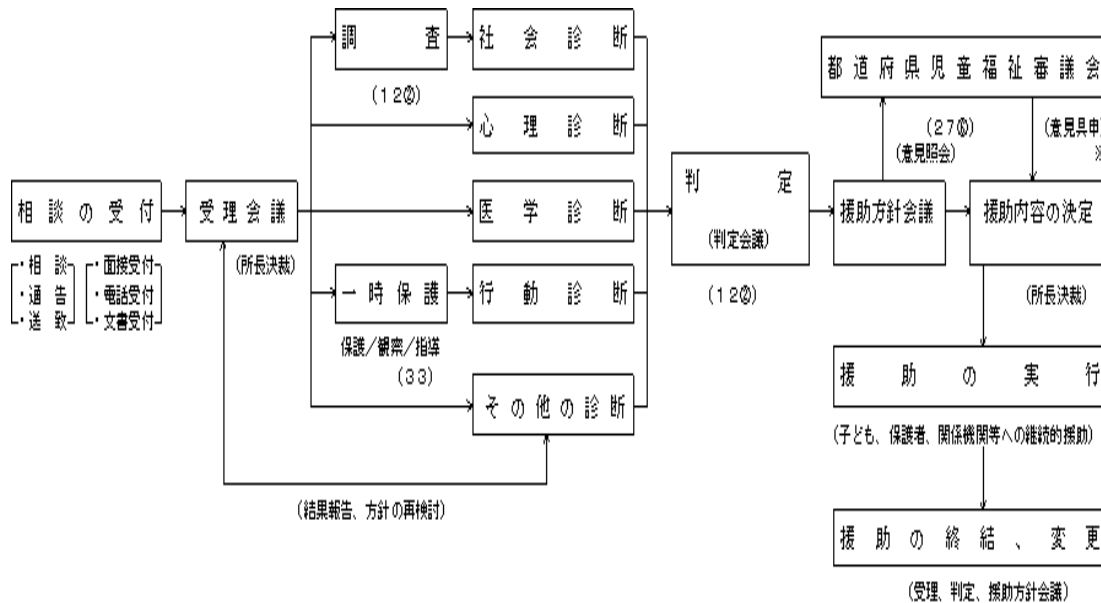 調査
社会診断
都道府県児童福祉審議会
(12②)
心理診断
(27⑥)
(意見照会)
(意見具申
※
相談の受付
受理会議
医学診断
判定
(判定会議)
援助方針会議
援助内容の決定
(所長決裁)
・相談
・通告
・送致
・面接受付
・電話受付
・文書受付
一時保護
行動診断
(12②)
(所長決裁)
保護/観察/指導
(33)
援助の実行
その他の診断
(子ども、保護者、関係機関等への継続的援助)
(結果報告、方針の再検討)
援助の終結、変更
(受理、判定、援助方針会議)